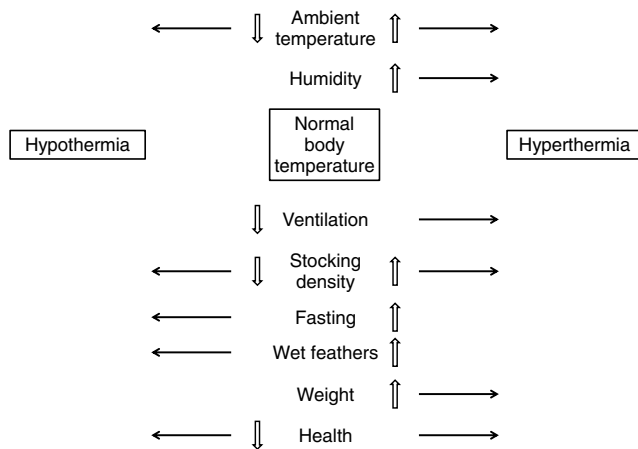 Ambient
temperature
Humidity
Hypothermia
Normal
body
temperature
Hyperthermia
Ventilation
Stocking
density
Fasting
Wet feathers
Weight
Health